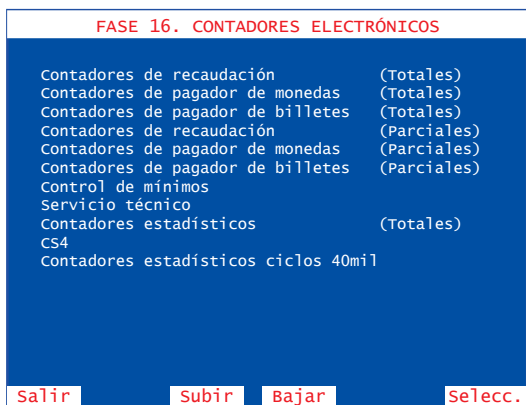 FASE 16. CONTADORES ELECTRÓNICOS
Contadores de recaudación (Totales)
Contadores de pagador de monedas (Totales)
Contadores de pagador de billetes (Totales)
Contadores de recaudación (Parciales)
Contadores de pagador de monedas (Parciales)
Contadores de pagador de billetes (Parciales)
Control de mínimos
Servicio técnico
Contadores estadísticos (Totales)
CS4
Contadores estadísticos ciclos 40mil
Salir Subir Bajar Selecc.